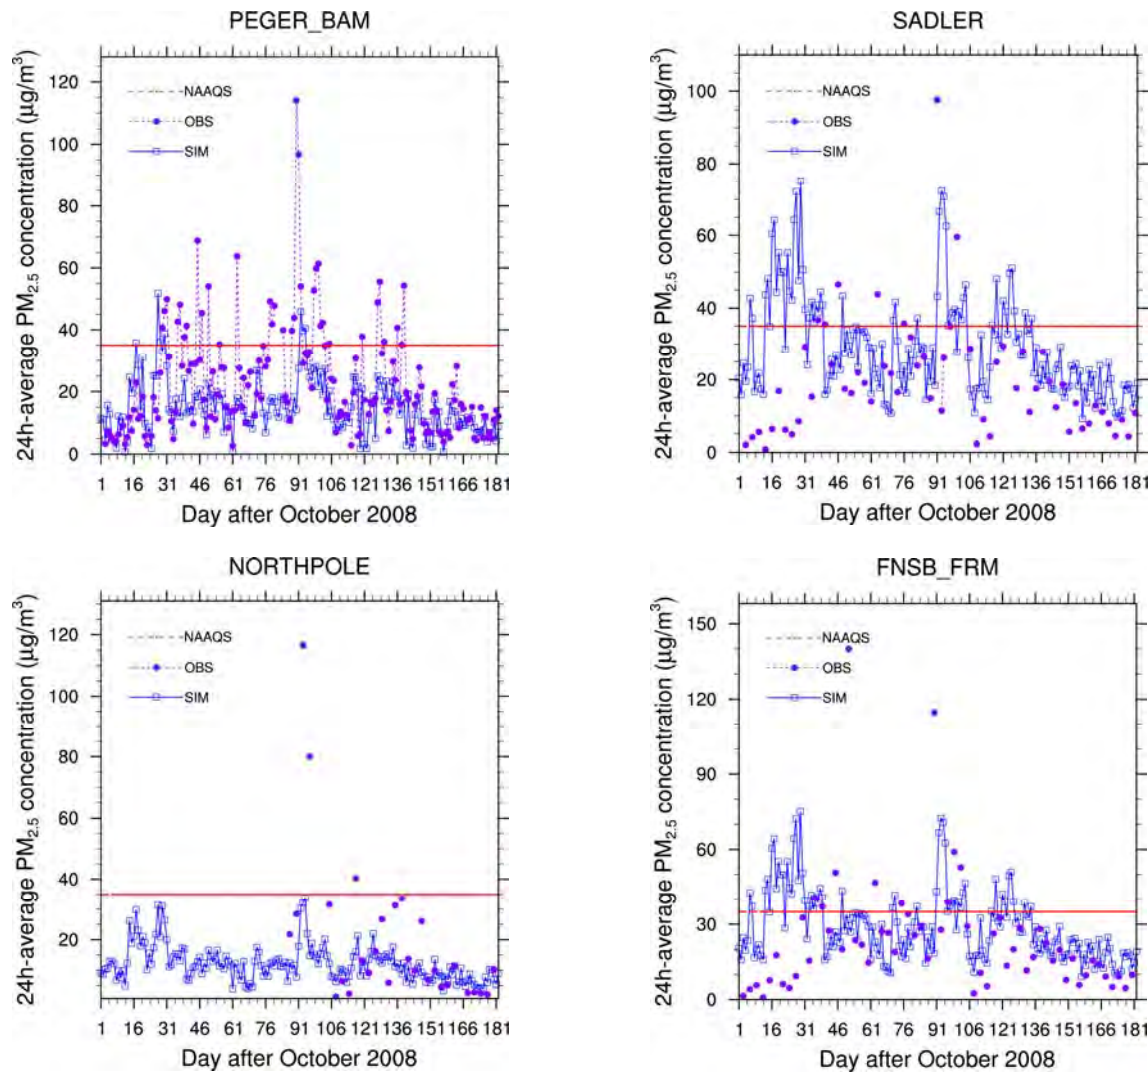 PEGER_BAM
24h-average PM2.5 concentration (µg/m3)
120
100
80
60
40
20
0
NAAQS
OBS
SIM
1 16 31 46 61 76 91 106 121 136 151 166 181
Day after October 2008
SADLER
24h-average PM2.5 concentration (µg/m3)
100
80
60
40
20
0
NAAQS
OBS
SIM
1 16 31 46 61 76 91 106 121 136 151 166 181
Day after October 2008
NORTHPOLE
24h-average PM2.5 concentration (µg/m3)
120
100
80
60
40
20
NAAQS
OBS
SIM
1 16 31 46 61 76 91 106 121 136 151 166 181
Day after October 2008
FNSB_FRM
24h-average PM2.5 concentration (µg/m3)
150
120
90
60
30
0
NAAQS
OBS
SIM
1 16 31 46 61 76 91 106 121 136 151 166 181
Day after October 2008